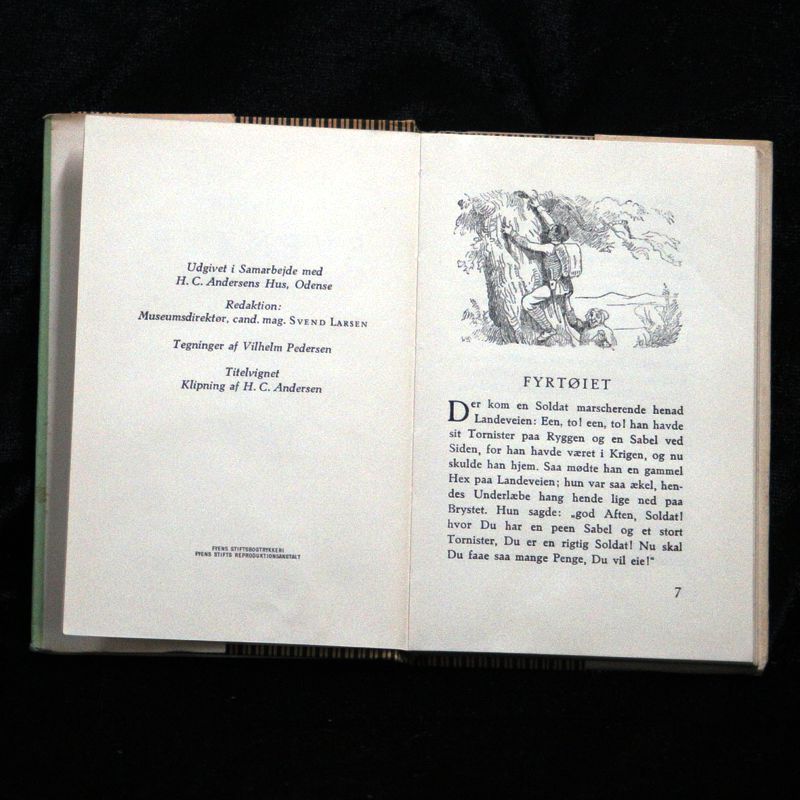 Udgivet i Samarbejde med
H. C. Andersens Hus, Odense
Redaktion:
Museumsdirektør, cand. mag. SVEND LARSEN
Tegninger af Vilhelm Pedersen
Titelvignet
Klipning af H. C. Andersen
FYENS STIFTSBOGTRYKKERI
FYENS STIFTS REPRODUKTIONSANSTALT
FYRTØIET
Der kom en Soldat marscherende henad
Landeveien: Een, to! een, to! han havde
sit Tornister paa Ryggen og en Sabel ved
Siden, for han havde været i Krigen, og nu
skulde han hjem. Saa mødte han en gammel
Hex paa Landeveien; hun var saa ækel, hen-
des Underlæbe hang hende lige ned paa
Brystet. Hun sagde: „god Aften, Soldat!
hvor Du har en peen Sabel og et stort
Tornister, Du er en rigtig Soldat! Nu skal
Du faae saa mange Penge, Du vil eie!“
7